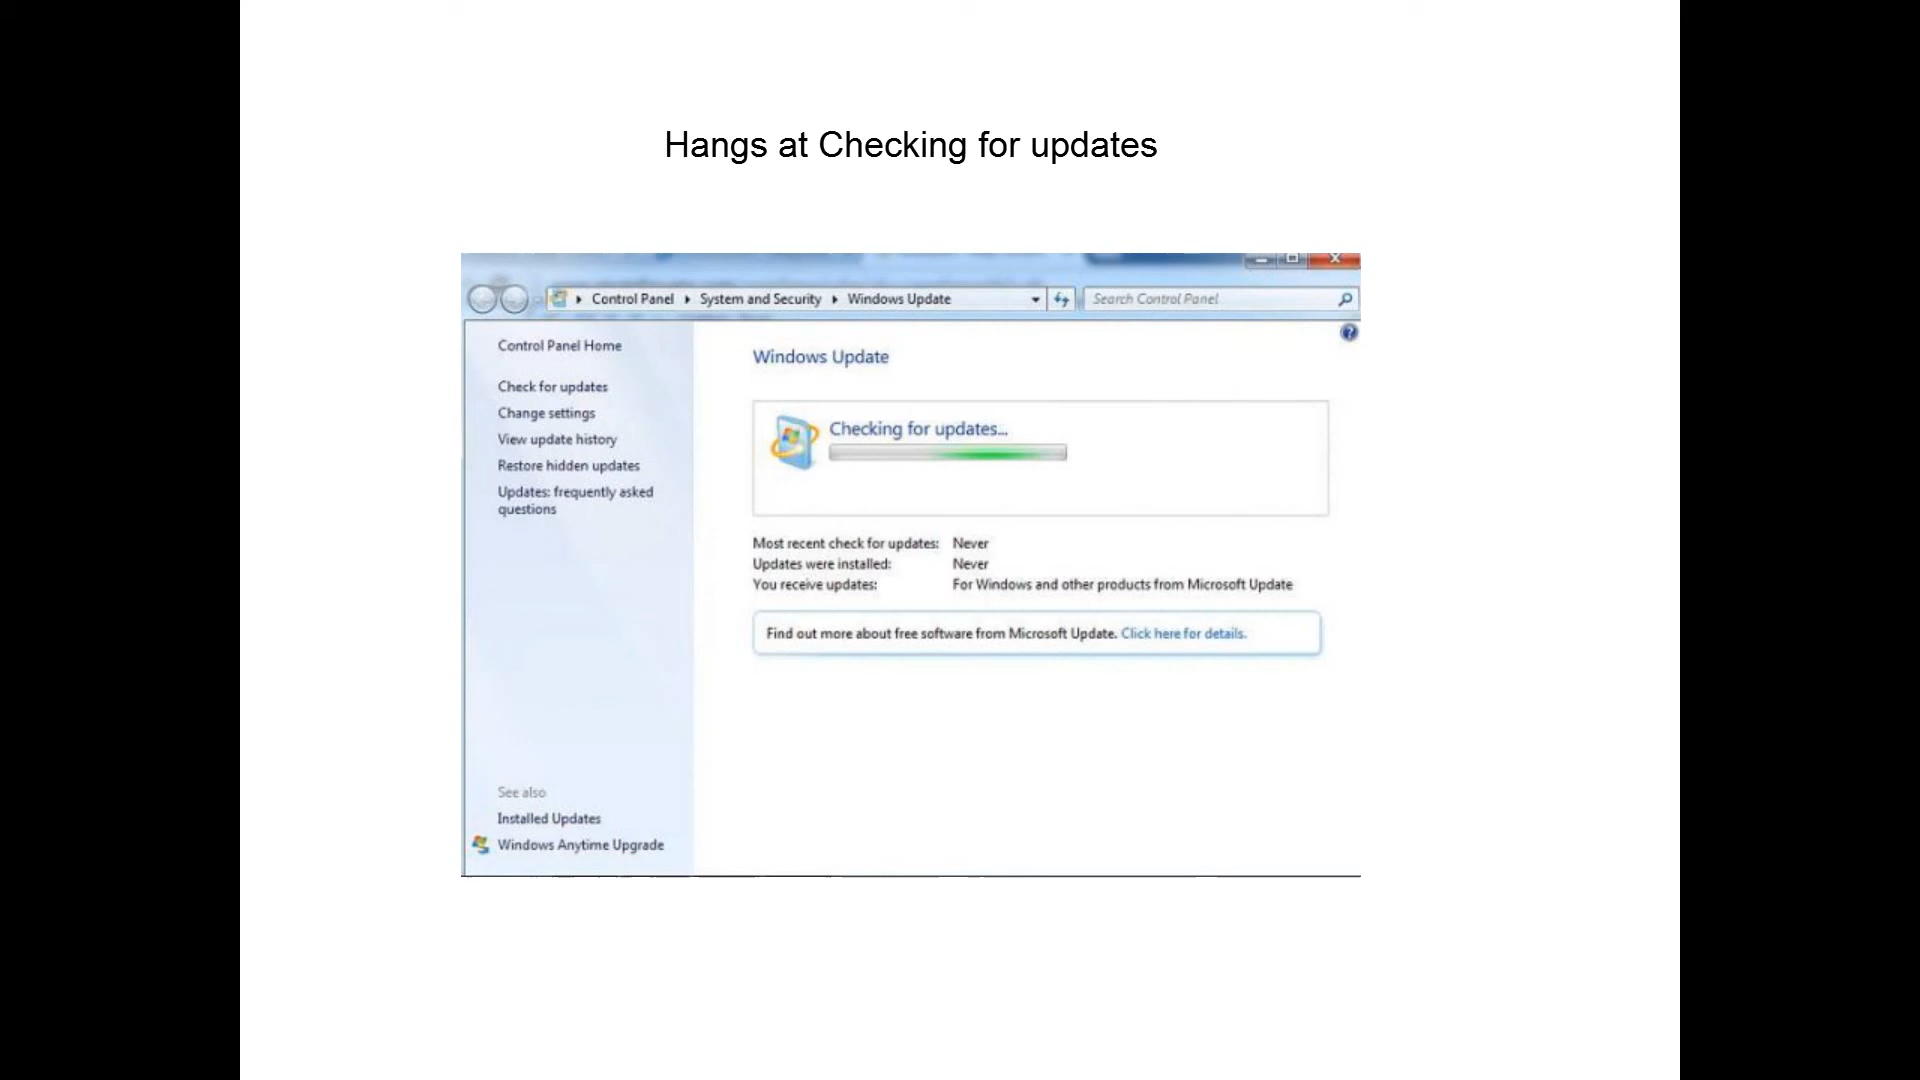 Hangs at Checking for updates
Control Panel
System and Security
Windows Update
Search Control Panel
Control Panel Home
Check for updates
Change settings
View update history
Restore hidden updates
Updates: frequently asked
questions
See also
Installed Updates
Windows Anytime Upgrade
Windows Update
Checking for updates...
Most recent check for updates: Never
Updates were installed: Never
You receive updates: For Windows and other products from Microsoft Update
Find out more about free software from Microsoft Update. Click here for details.